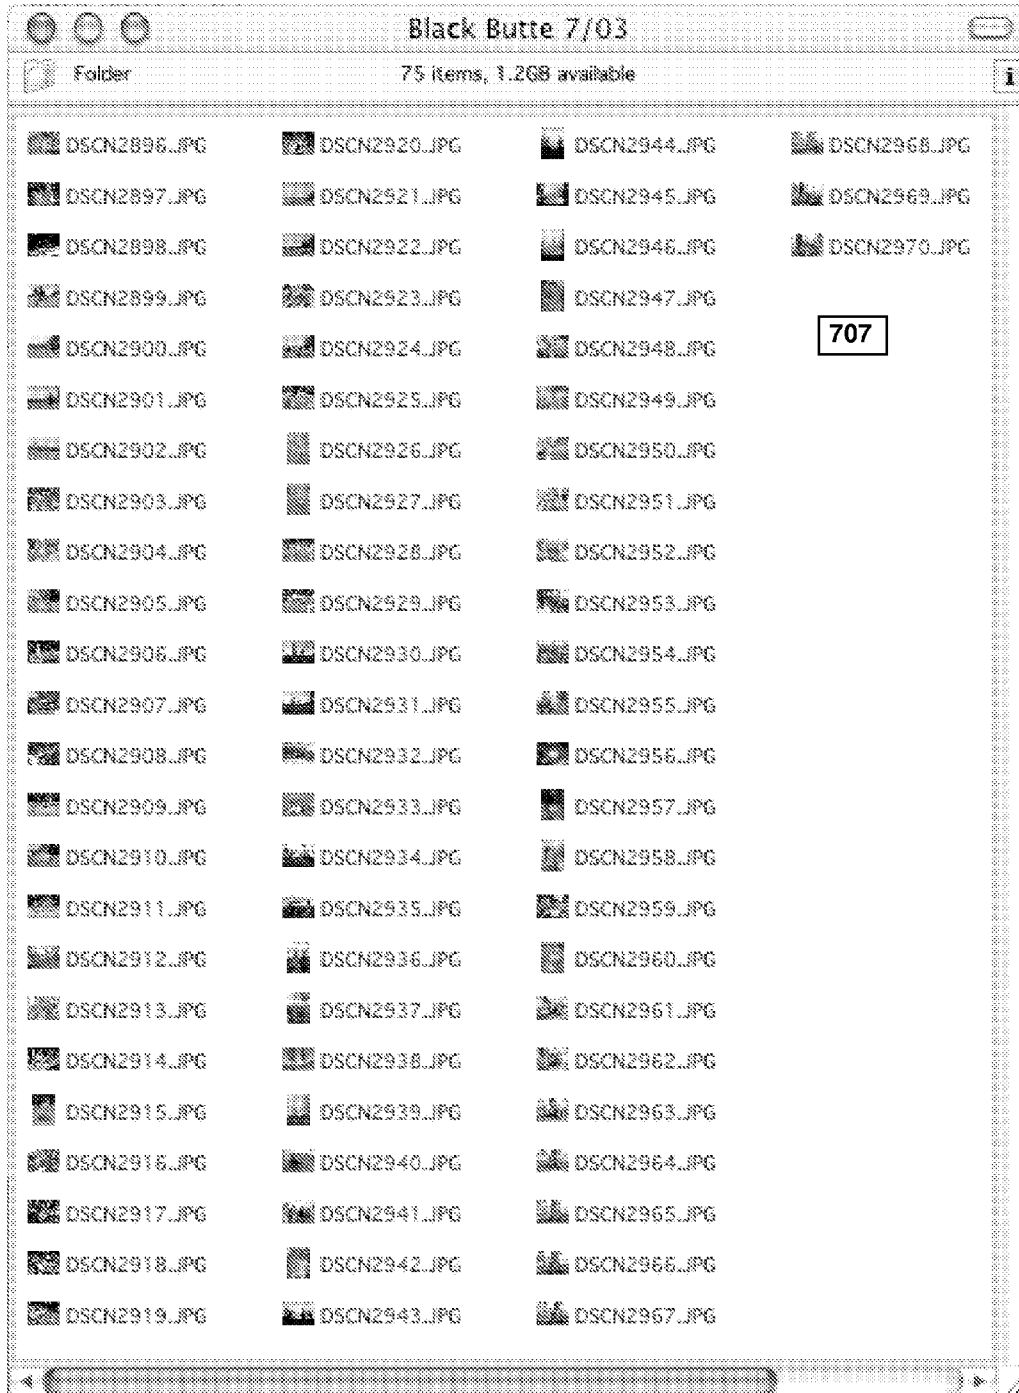 Black Butte 7/03
Folder 75 items, 1.2GB available i
DSCN2896.JPG DSCN2920.JPG DSCN2944.JPG DSCN2968.JPG
DSCN2897.JPG DSCN2921.JPG DSCN2945.JPG DSCN2969.JPG
DSCN2898.JPG DSCN2922.JPG DSCN2946.JPG DSCN2970.JPG
DSCN2899.JPG DSCN2923.JPG DSCN2947.JPG
707
DSCN2900.JPG DSCN2924.JPG DSCN2948.JPG
DSCN2901.JPG DSCN2925.JPG DSCN2949.JPG
DSCN2902.JPG DSCN2926.JPG DSCN2950.JPG
DSCN2903.JPG DSCN2927.JPG DSCN2951.JPG
DSCN2904.JPG DSCN2928.JPG DSCN2952.JPG
DSCN2905.JPG DSCN2929.JPG DSCN2953.JPG
DSCN2906.JPG DSCN2930.JPG DSCN2954.JPG
DSCN2907.JPG DSCN2931.JPG DSCN2955.JPG
DSCN2908.JPG DSCN2932.JPG DSCN2956.JPG
DSCN2909.JPG DSCN2933.JPG DSCN2957.JPG
DSCN2910.JPG DSCN2934.JPG DSCN2958.JPG
DSCN2911.JPG DSCN2935.JPG DSCN2959.JPG
DSCN2912.JPG DSCN2936.JPG DSCN2960.JPG
DSCN2913.JPG DSCN2937.JPG DSCN2961.JPG
DSCN2914.JPG DSCN2938.JPG DSCN2962.JPG
DSCN2915.JPG DSCN2939.JPG DSCN2963.JPG
DSCN2916.JPG DSCN2940.JPG DSCN2964.JPG
DSCN2917.JPG DSCN2941.JPG DSCN2965.JPG
DSCN2918.JPG DSCN2942.JPG DSCN2966.JPG
DSCN2919.JPG DSCN2943.JPG DSCN2967.JPG